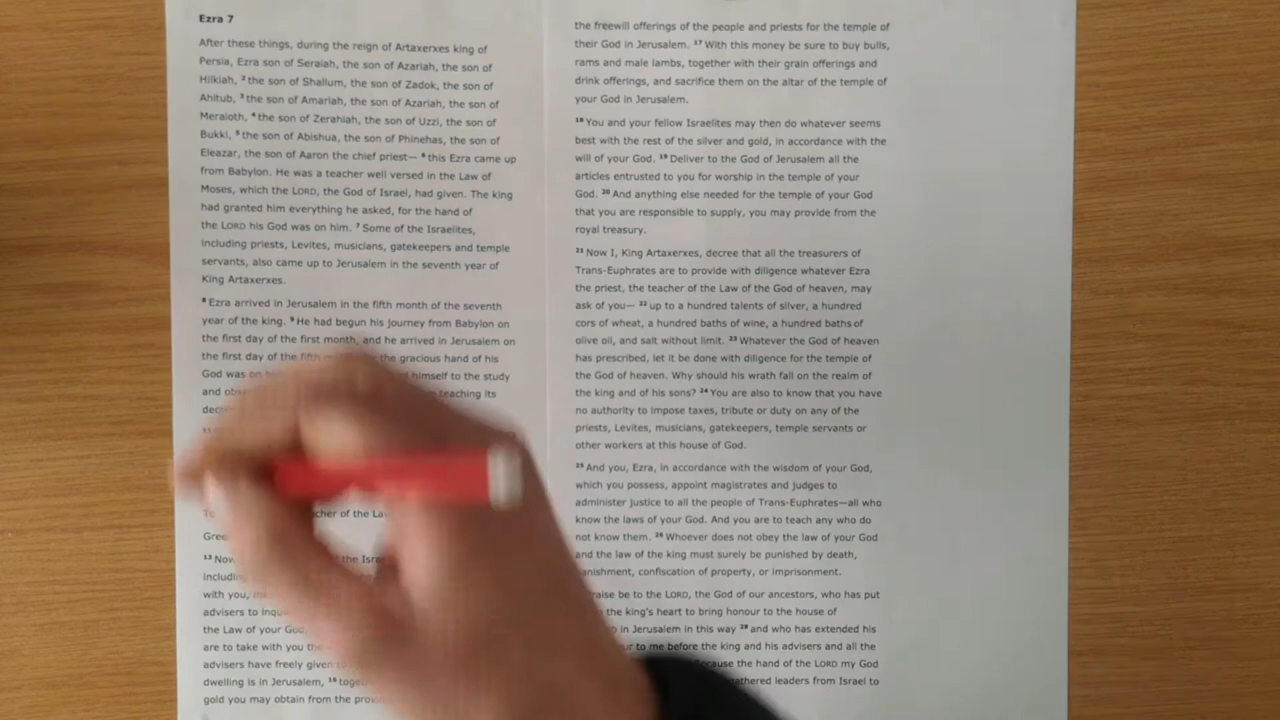 Ezra 7
After these things, during the reign of Artaxerxes king of
Persia, Ezra son of Seraiah, the son of Azariah, the son of
Hilkiah, 2 the son of Shallum, the son of Zadok, the son of
Ahitub, 3 the son of Amariah, the son of Azariah, the son of
Meraioth, 4 the son of Zerahiah, the son of Uzzi, the son of
Bukki, 5 the son of Abishua, the son of Phinehas, the son of
Eleazar, the son of Aaron the chief priest— 6 this Ezra came up
from Babylon. He was a teacher well versed in the Law of
Moses, which the LORD, the God of Israel, had given. The king
had granted him everything he asked, for the hand of
the LORD his God was on him. 7 Some of the Israelites,
including priests, Levites, musicians, gatekeepers and temple
servants, also came up to Jerusalem in the seventh year of
King Artaxerxes.
8 Ezra arrived in Jerusalem in the fifth month of the seventh
year of the king. 9 He had begun his journey from Babylon on
the first day of the first month, and he arrived in Jerusalem on
the first day of the fifth the gracious hand of his
God was on himself to the study
and teaching its
cher of the Law
13 Now the
including
with you,
advisers to
the Law of your
are to take with you
advisers have freely given
dwelling is in Jerusalem, 16
gold you may obtain from the
the freewill offerings of the people and priests for the temple of
their God in Jerusalem. 17 With this money be sure to buy bulls,
rams and male lambs, together with their grain offerings and
drink offerings, and sacrifice them on the altar of the temple of
your God in Jerusalem.
18 You and your fellow Israelites may then do whatever seems
best with the rest of the silver and gold, in accordance with the
will of your God. 19 Deliver to the God of Jerusalem all the
articles entrusted to you for worship in the temple of your
God. 20 And anything else needed for the temple of your God
that you are responsible to supply, you may provide from the
royal treasury.
21 Now I, King Artaxerxes, decree that all the treasurers of
Trans-Euphrates are to provide with diligence whatever Ezra
the priest, the teacher of the Law of the God of heaven, may
ask of you— 22 up to a hundred talents of silver, a hundred
cors of wheat, a hundred baths of wine, a hundred baths of
olive oil, and salt without limit. 23 Whatever the God of heaven
has prescribed, let it be done with diligence for the temple of
the God of heaven. Why should his wrath fall on the realm of
the king and of his sons? 24 You are also to know that you have
no authority to impose taxes, tribute or duty on any of the
priests, Levites, musicians, gatekeepers, temple servants or
other workers at this house of God.
25 And you, Ezra, in accordance with the wisdom of your God,
which you possess, appoint magistrates and judges to
administer justice to all the people of Trans-Euphrates—all who
know the laws of your God. And you are to teach any who do
not know them. 26 Whoever does not obey the law of your God
and the law of the king must surely be punished by death,
anishment, confiscation of property, or imprisonment.
raise be to the LORD, the God of our ancestors, who has put
the king's heart to bring honour to the house of
in Jerusalem in this way 28 and who has extended his
to me before the king and his advisers and all the
the hand of the LORD my God
gathered leaders from Israel to